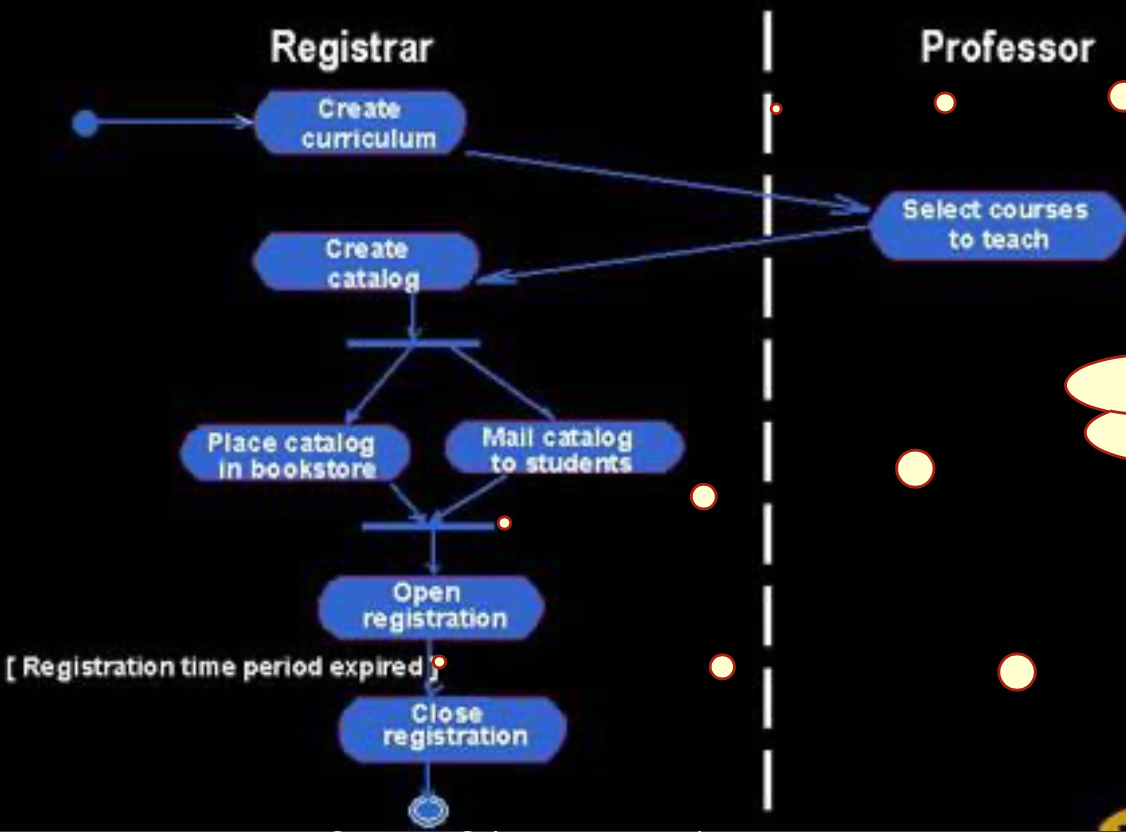 Registrar
Professor
Create
curriculum
Select courses
to teach
Create
catalog
Place catalog
in bookstore
Mail catalog
to students
Open
registration
[ Registration time period expired ]
Close
registration